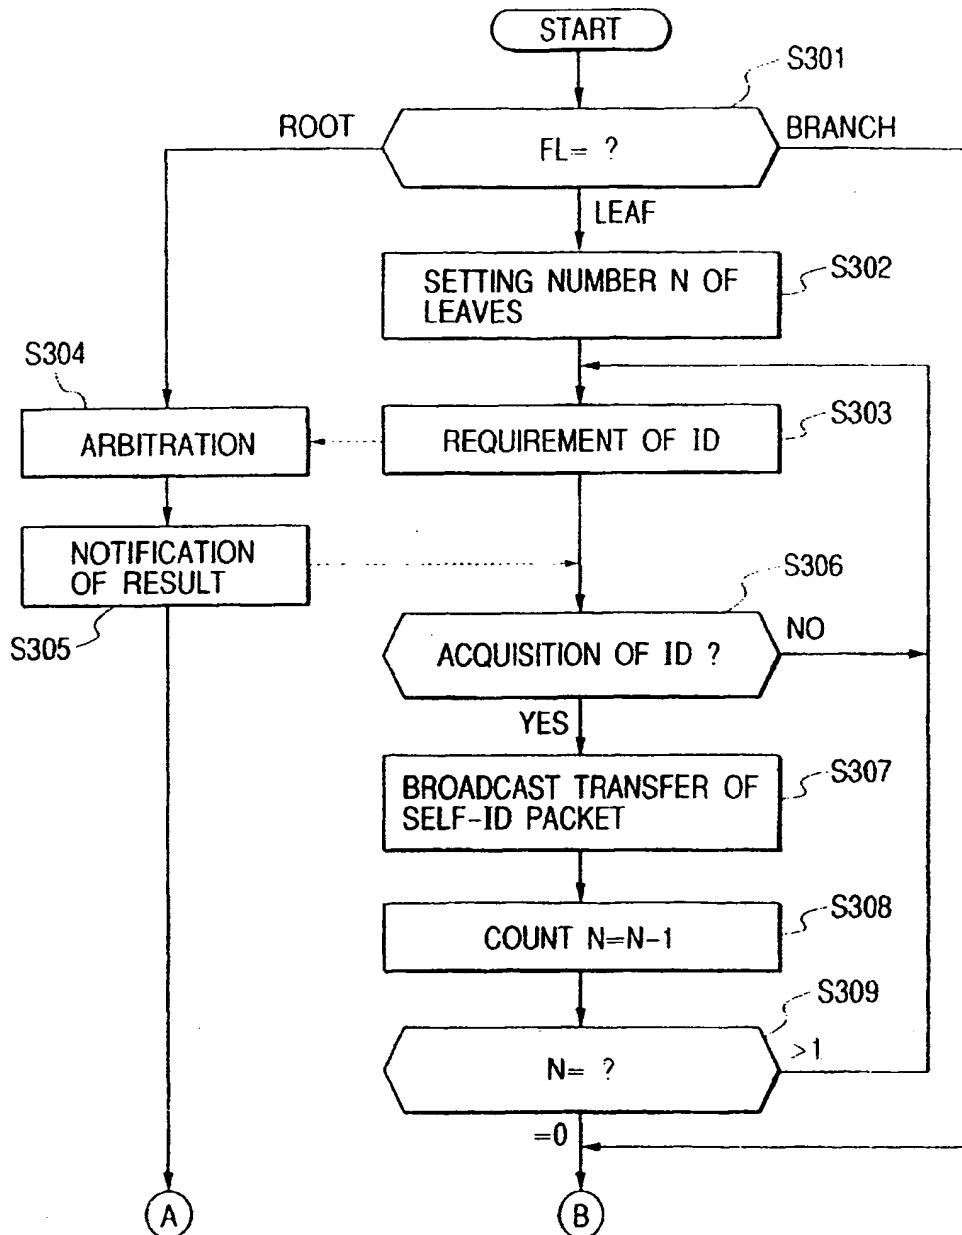 START
S301
ROOT
FL= ?
BRANCH
LEAF
SETTING NUMBER N OF
LEAVES
S302
S304
ARBITRATION
REQUIREMENT OF ID
S303
NOTIFICATION
OF RESULT
S305
S306
ACQUISITION OF ID ?
NO
YES
BROADCAST TRANSFER OF
SELF-ID PACKET
S307
COUNT N=N-1
S308
S309
N= ?
>1
=0
A
B